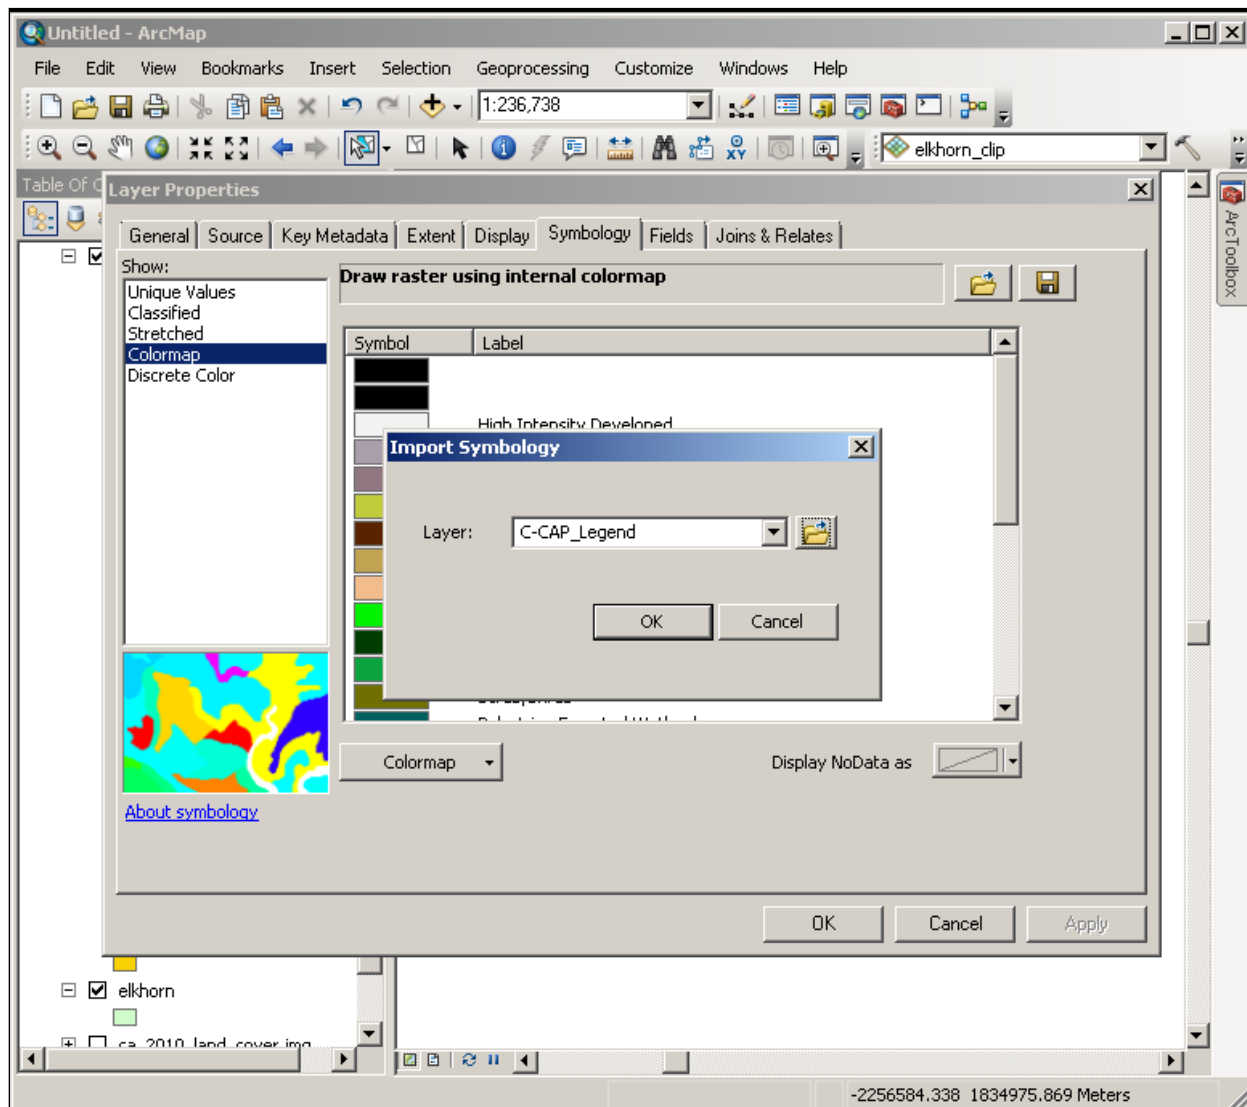 Untitled - ArcMap
File Edit View Bookmarks Insert Selection Geoprocessing Customize Windows Help
1:236,738
XY
elkhorn_clip
Table Of
Layer Properties
General Source Key Metadata Extent Display Symbology Fields Joins & Relates
ArcToolbox
Show:
Unique Values
Classified
Stretched
Colormap
Discrete Color
Draw raster using internal colormap
Symbol Label
High Intensity Developed
Import Symbology
Layer: C-CAP_Legend
OK Cancel
Colormap
Display NoData as
About symbology
OK Cancel Apply
elkhorn
ca_2010_land_cover.img
-2256584.338 1834975.869 Meters